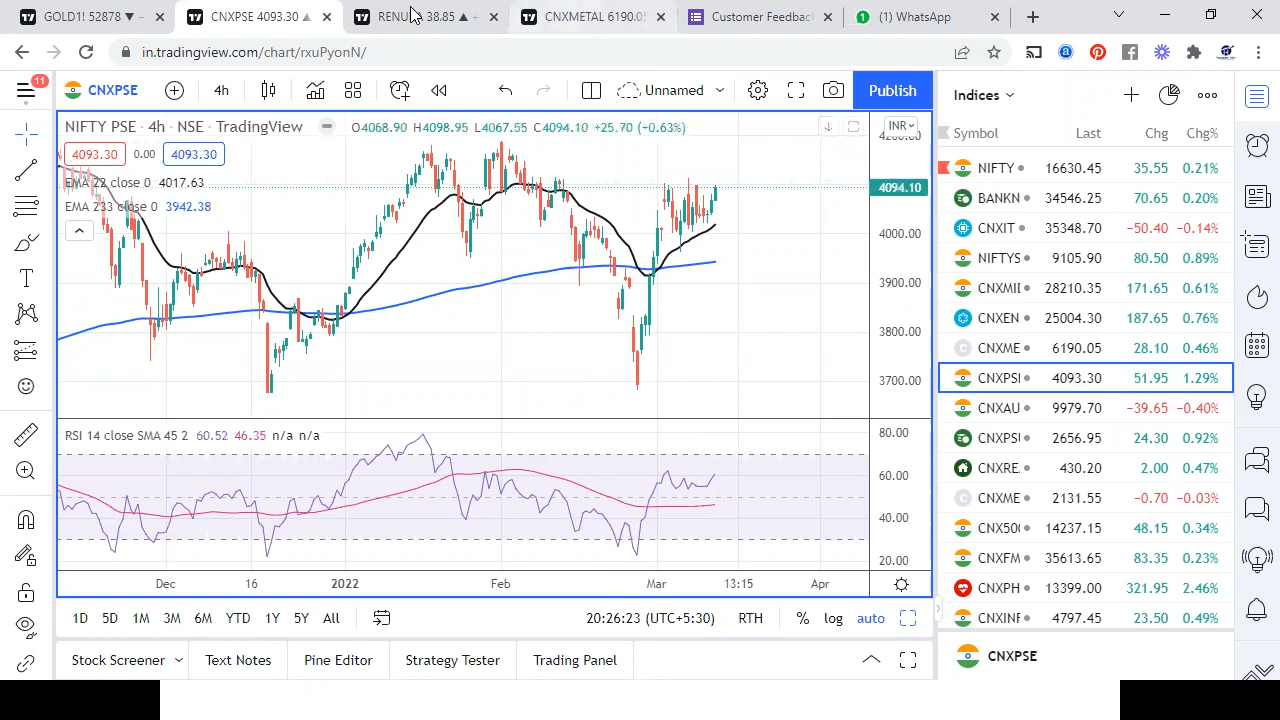 GOLD1! 52878 ▼ −
CNXPSE 4093.30 ▲
RENU 38.85 ▲ +
CNXMETAL 6190.05
Customer Feedbac
(1) WhatsApp
in.tradingview.com/chart/rxuPyonN/
11
CNXPSE
4h
Unnamed
Publish
NIFTY PSE · 4h · NSE · TradingView
O4068.90 H4098.95 L4067.55 C4094.10 +25.70 (+0.63%)
INR
4093.30 0.00 4093.30
EMA 22 close 0 4017.63
EMA 233 close 0 3942.38
4200.00
4094.10
4000.00
3900.00
3800.00
3700.00
RSI 14 close SMA 45 2 60.52 46.35 n/a n/a
80.00
60.00
40.00
20.00
Dec 16 2022 Feb Mar 13:15 Apr
1D 5D 1M 3M 6M YTD 1Y 5Y All
20:26:23 (UTC+5:30) RTH % log auto
Stock Screener Text Notes Pine Editor Strategy Tester Trading Panel
Indices
Symbol Last Chg Chg%
NIFTY 16630.45 35.55 0.21%
BANKN 34546.25 70.65 0.20%
CNXIT 35348.70 −50.40 −0.14%
NIFTYS 9105.90 80.50 0.89%
CNXMI 28210.35 171.65 0.61%
CNXEN 25004.30 187.65 0.76%
CNXME 6190.05 28.10 0.46%
CNXPSI 4093.30 51.95 1.29%
CNXAU 9979.70 −39.65 −0.40%
CNXPSU 2656.95 24.30 0.92%
CNXRE 430.20 2.00 0.47%
CNXME 2131.55 −0.70 −0.03%
CNX500 14237.15 48.15 0.34%
CNXFM 35613.65 83.35 0.23%
CNXPH 13399.00 321.95 2.46%
CNXINF 4797.45 23.50 0.49%
CNXPSE